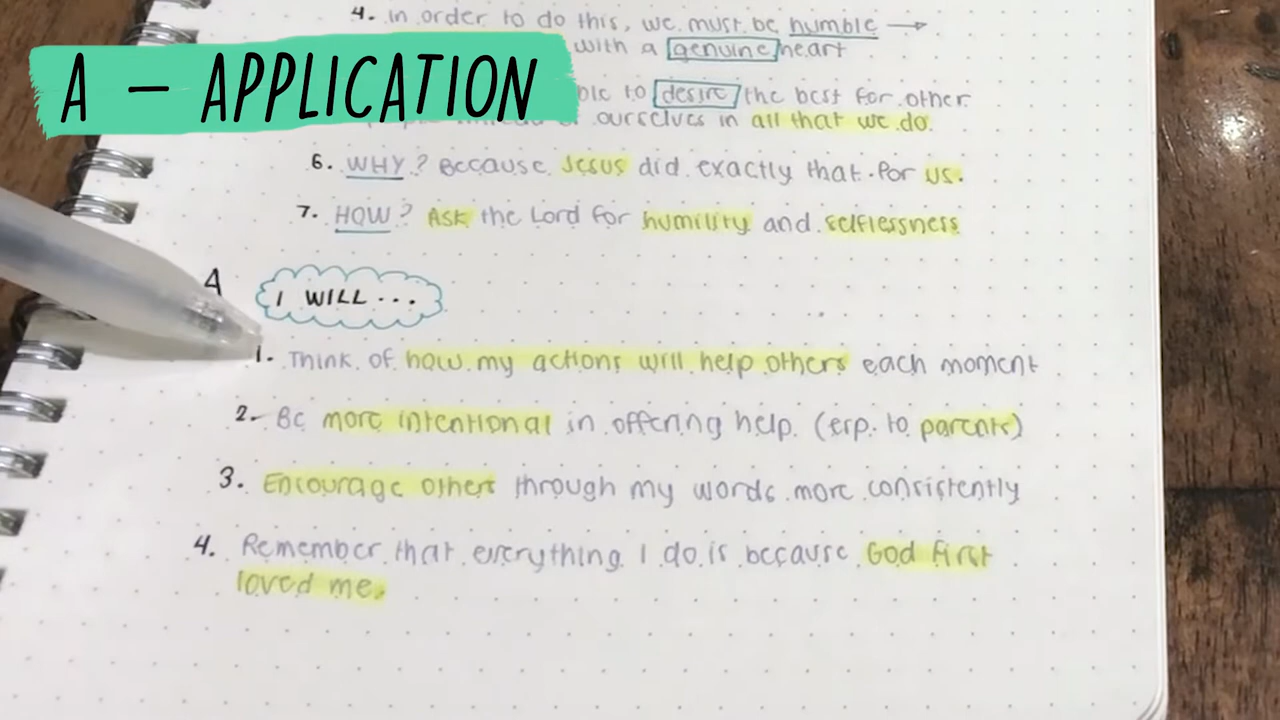 4. In order to do this, we must be humble →
A – APPLICATION
with a genuine heart
to desire the best for other
ourselves in all that we do.
6. WHY? Because Jesus did exactly that for us.
7. HOW? Ask the Lord for humility and selflessness
A
I WILL...
1. Think of how my actions will help others each moment
2. Be more intentional in offering help. (esp. to parents)
3. Encourage others through my words more consistently
4. Remember that everything I do is because God first
loved me.